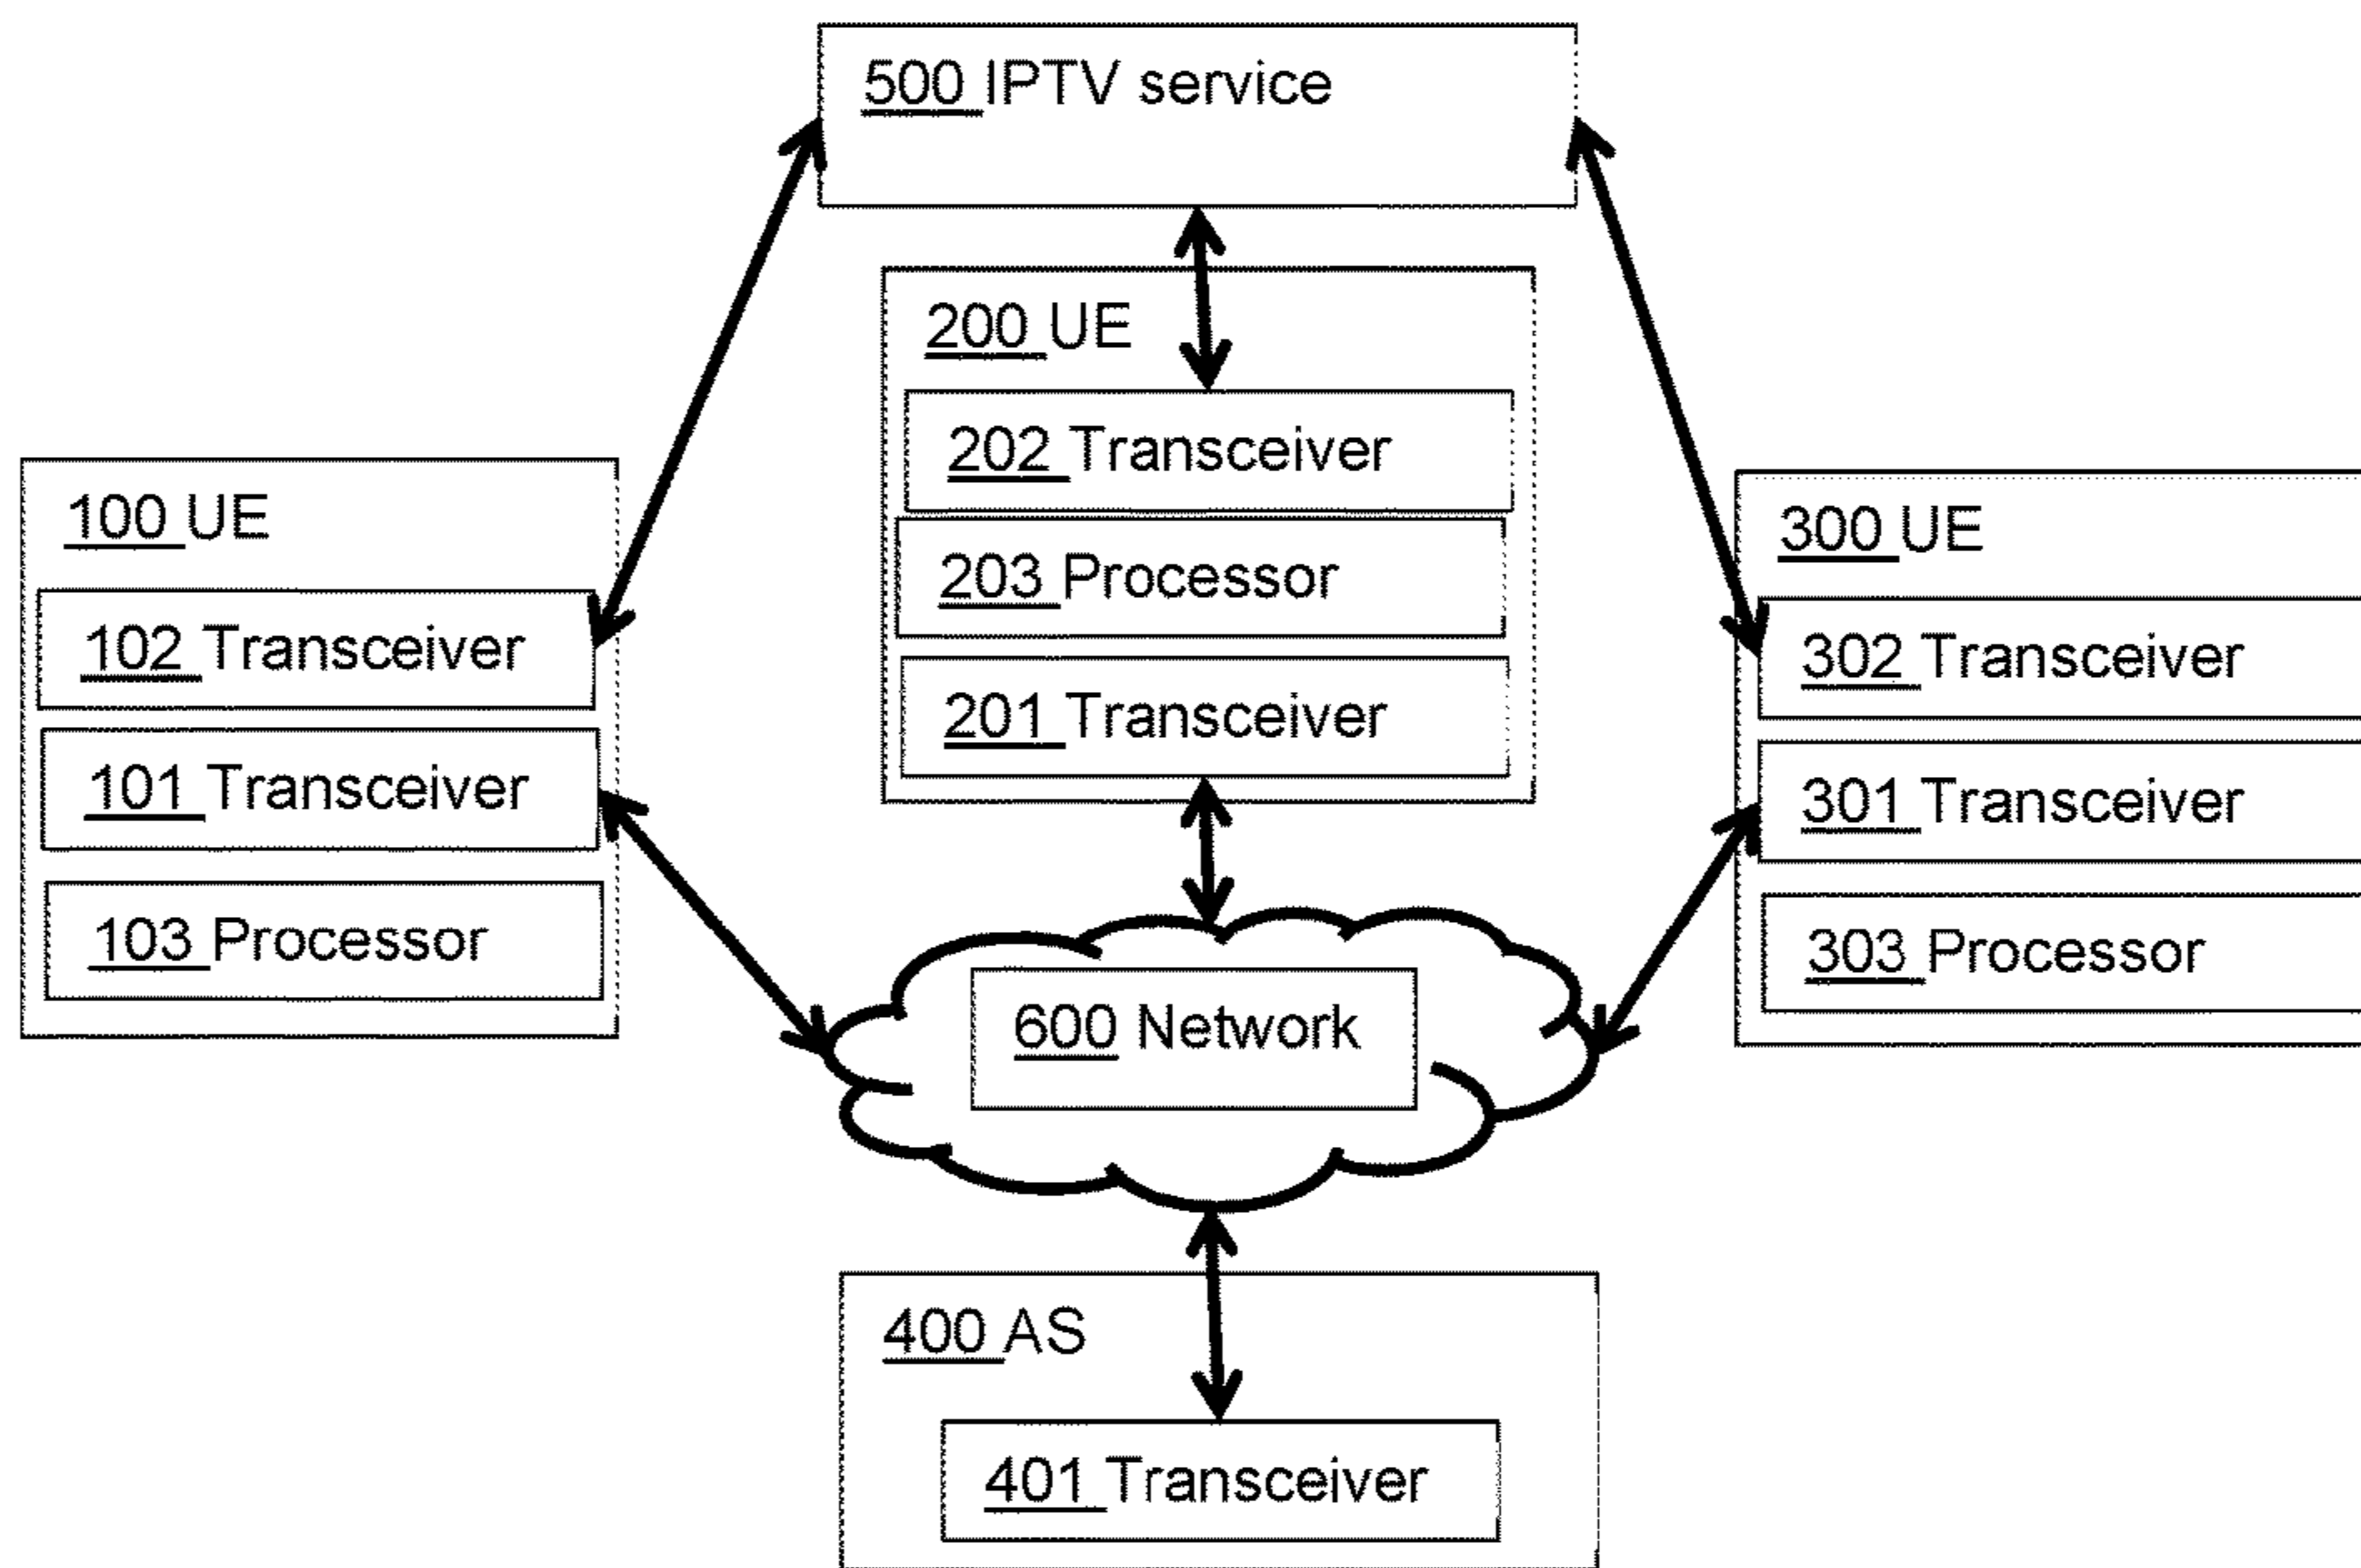 500 IPTV service
200 UE
202 Transceiver
203 Processor
201 Transceiver
100 UE
102 Transceiver
101 Transceiver
103 Processor
300 UE
302 Transceiver
301 Transceiver
303 Processor
600 Network
400 AS
401 Transceiver